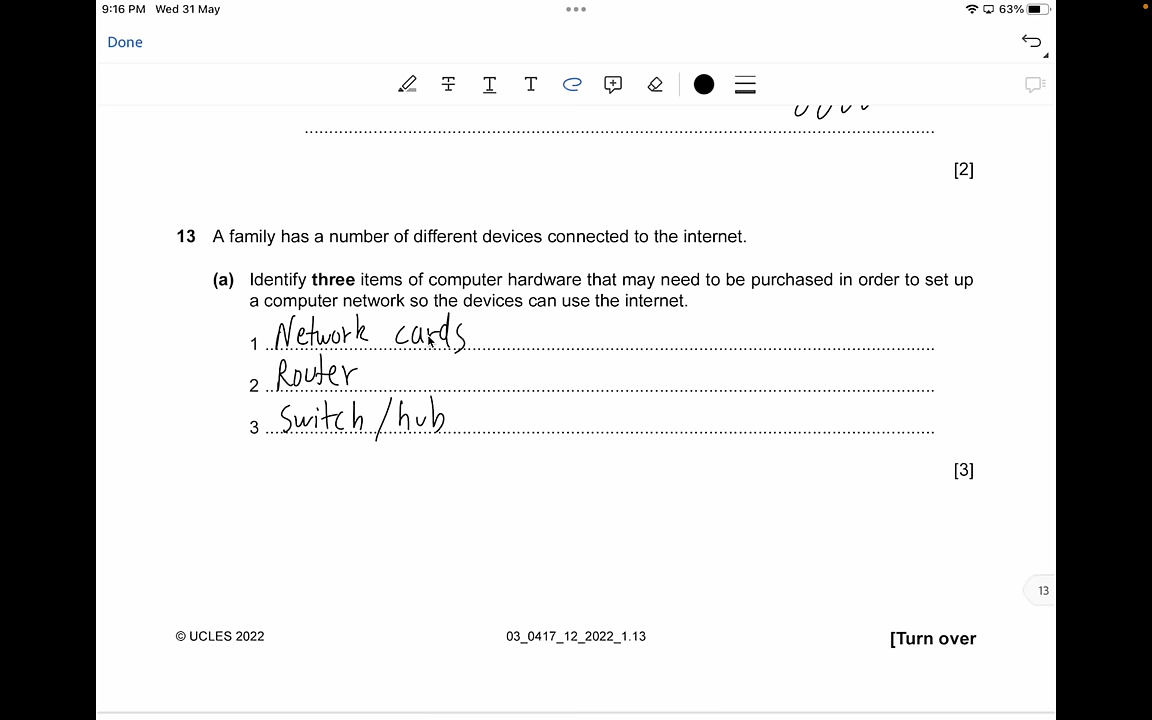 9:16 PM Wed 31 May
63%
Done
T T T
[2]
13 A family has a number of different devices connected to the internet.
(a) Identify three items of computer hardware that may need to be purchased in order to set up
a computer network so the devices can use the internet.
1 Network cards
2 Router
3 Switch/hub
[3]
13
© UCLES 2022 03_0417_12_2022_1.13 [Turn over